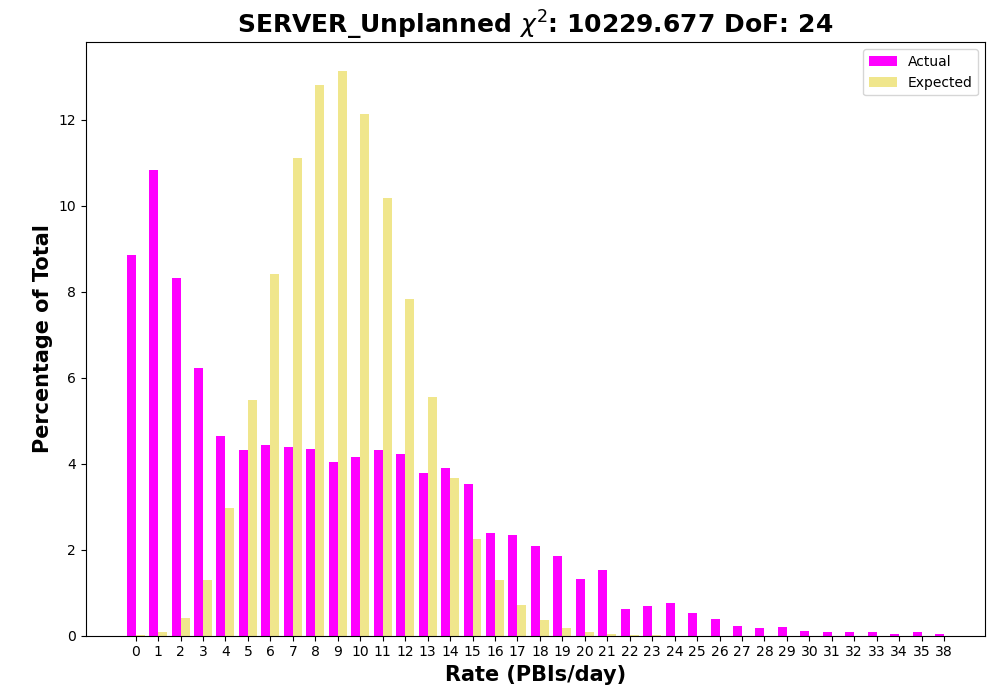 SERVER_Unplanned χ²: 10229.677 DoF: 24
Actual
Expected
Percentage of Total
12
10
8
6
4
2
0
0 1 2 3 4 5 6 7 8 9 10 11 12 13 14 15 16 17 18 19 20 21 22 23 24 25 26 27 28 29 30 31 32 33 34 35 38
Rate (PBIs/day)